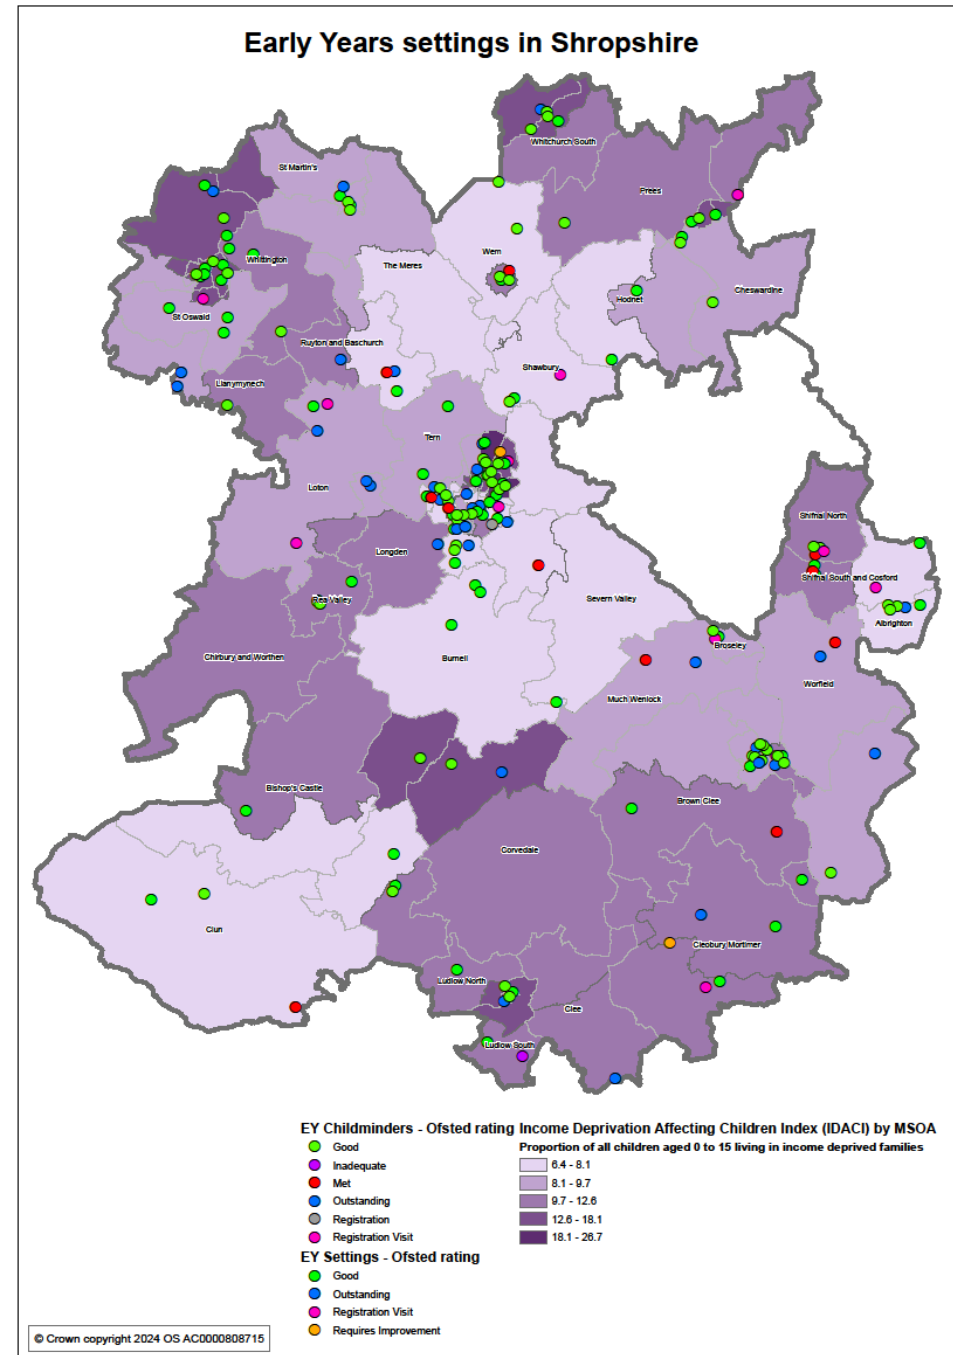 Early Years settings in Shropshire
Whitchurch South
St Martin's
Prees
Wem
Whittington
The Meres
Hodnet
Cheswardine
St Oswald
Ruyton and Baschurch
Shawbury
Llanymynech
Tern
Loton
Shifnal North
Longden
Shifnal South and Cosford
Rea Valley
Severn Valley
Albrighton
Chirbury and Worthen
Burnell
Broseley
Worfield
Much Wenlock
Bishop's Castle
Brown Clee
Corvedale
Clun
Cleobury Mortimer
Ludlow North
Clee
Ludlow South
EY Childminders - Ofsted rating
Good
Inadequate
Met
Outstanding
Registration
Registration Visit
EY Settings - Ofsted rating
Good
Outstanding
Registration Visit
Requires Improvement
Income Deprivation Affecting Children Index (IDACI) by MSOA
Proportion of all children aged 0 to 15 living in income deprived families
6.4 - 8.1
8.1 - 9.7
9.7 - 12.6
12.6 - 18.1
18.1 - 26.7
© Crown copyright 2024 OS AC0000808715